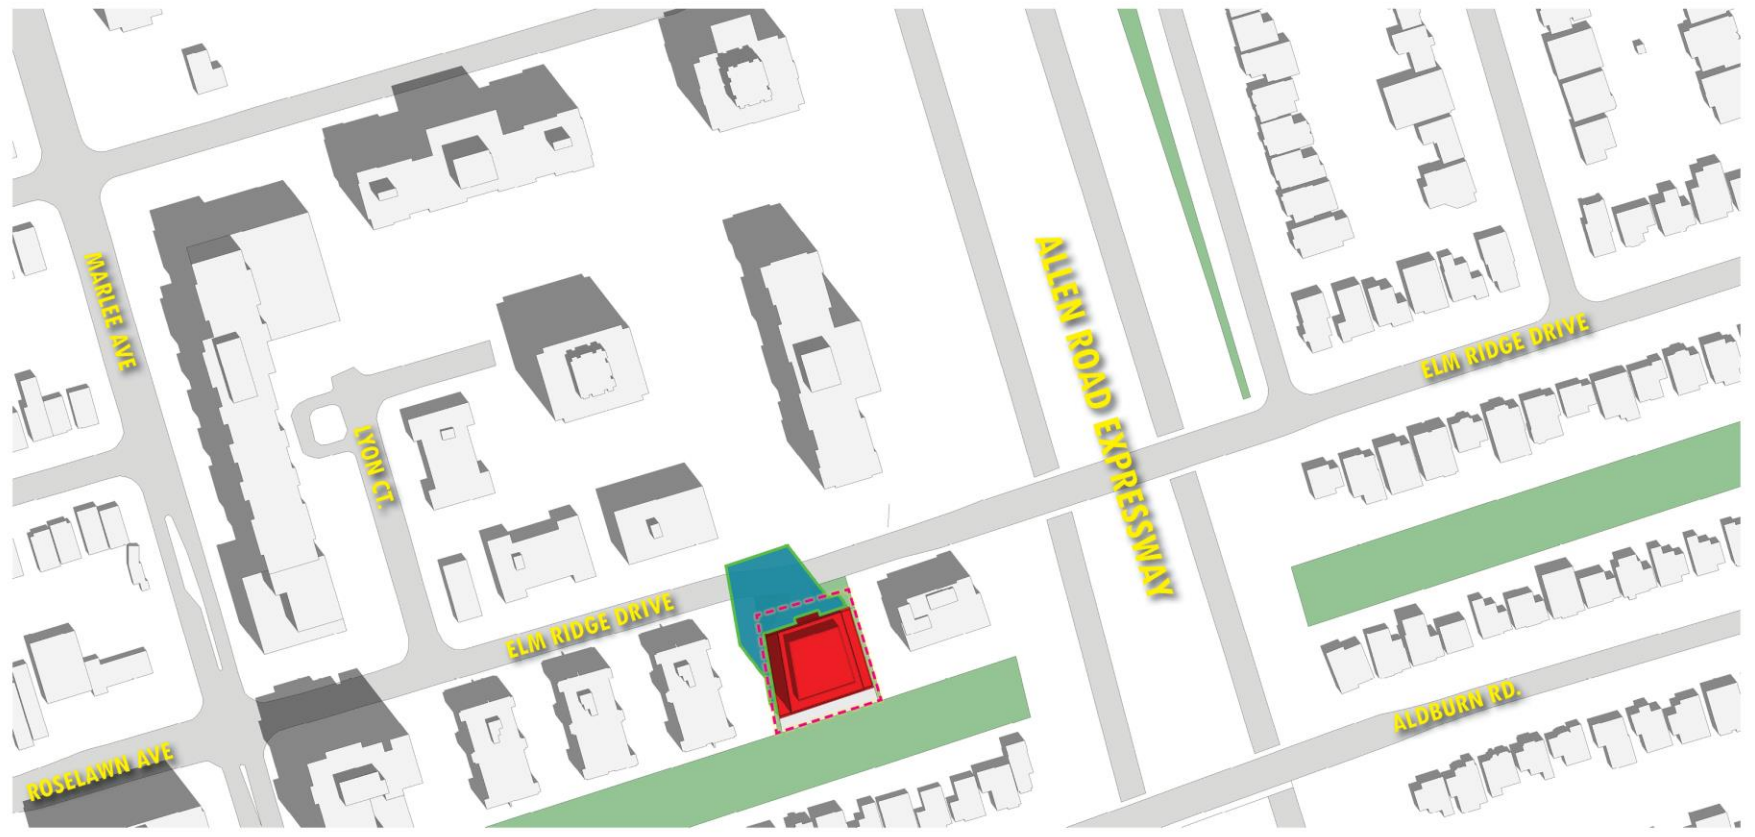 MARLEE AVE
ALLEN ROAD EXPRESSWAY
ELM RIDGE DRIVE
LYON CT.
ELM RIDGE DRIVE
ALDBURN RD.
ROSELAWN AVE